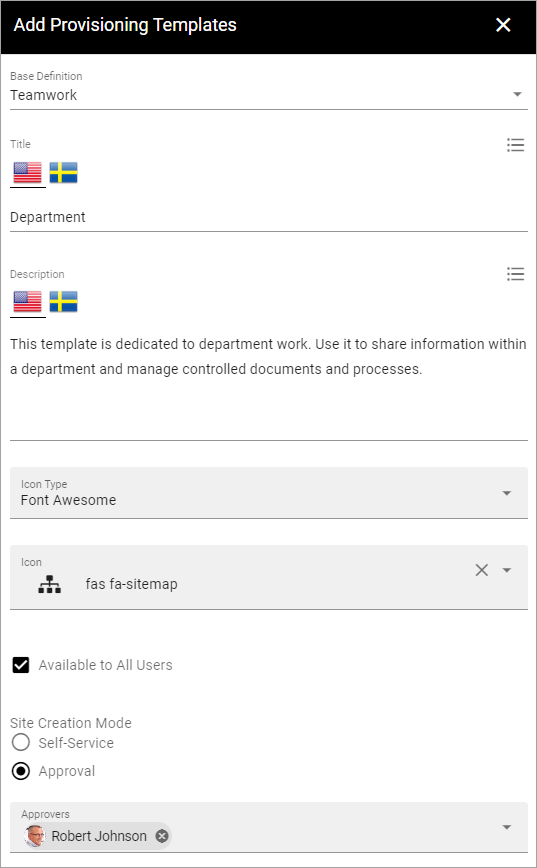 Add Provisioning Templates
Base Definition
Teamwork
Title
Department
Description
This template is dedicated to department work. Use it to share information within
a department and manage controlled documents and processes.
Icon Type
Font Awesome
Icon
fas fa-sitemap
Available to All Users
Site Creation Mode
Self-Service
Approval
Approvers
Robert Johnson